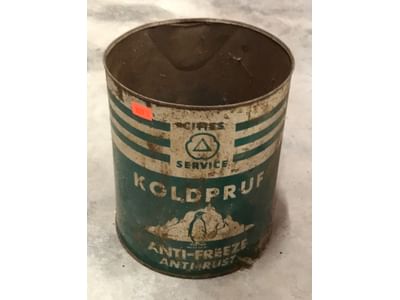 CITIES
SERVICE
KOLDPRUF
ANTI-FREEZE
ANTI-RUST